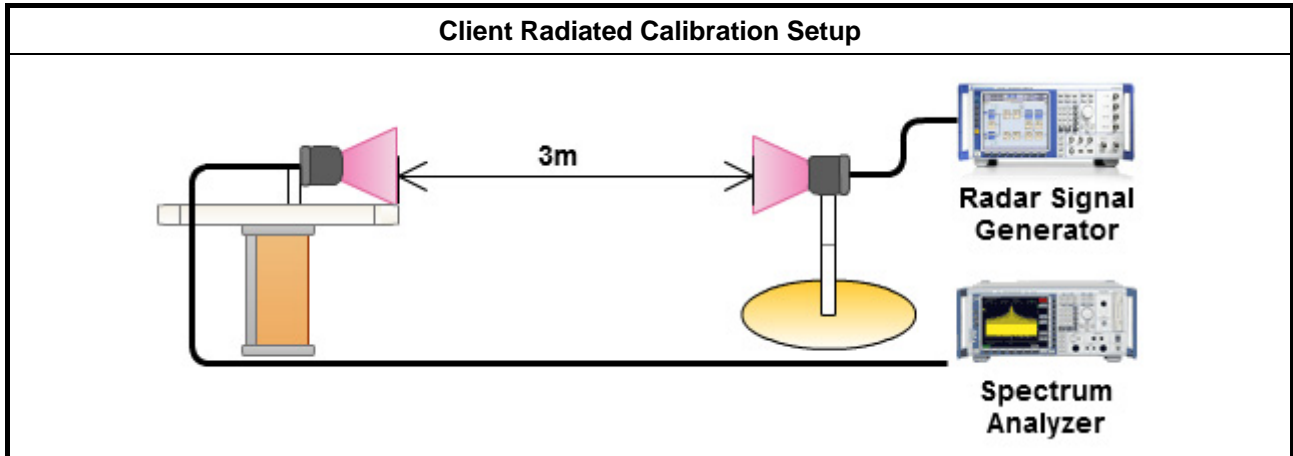 Client Radiated Calibration Setup
3m
Radar Signal
Generator
Spectrum
Analyzer